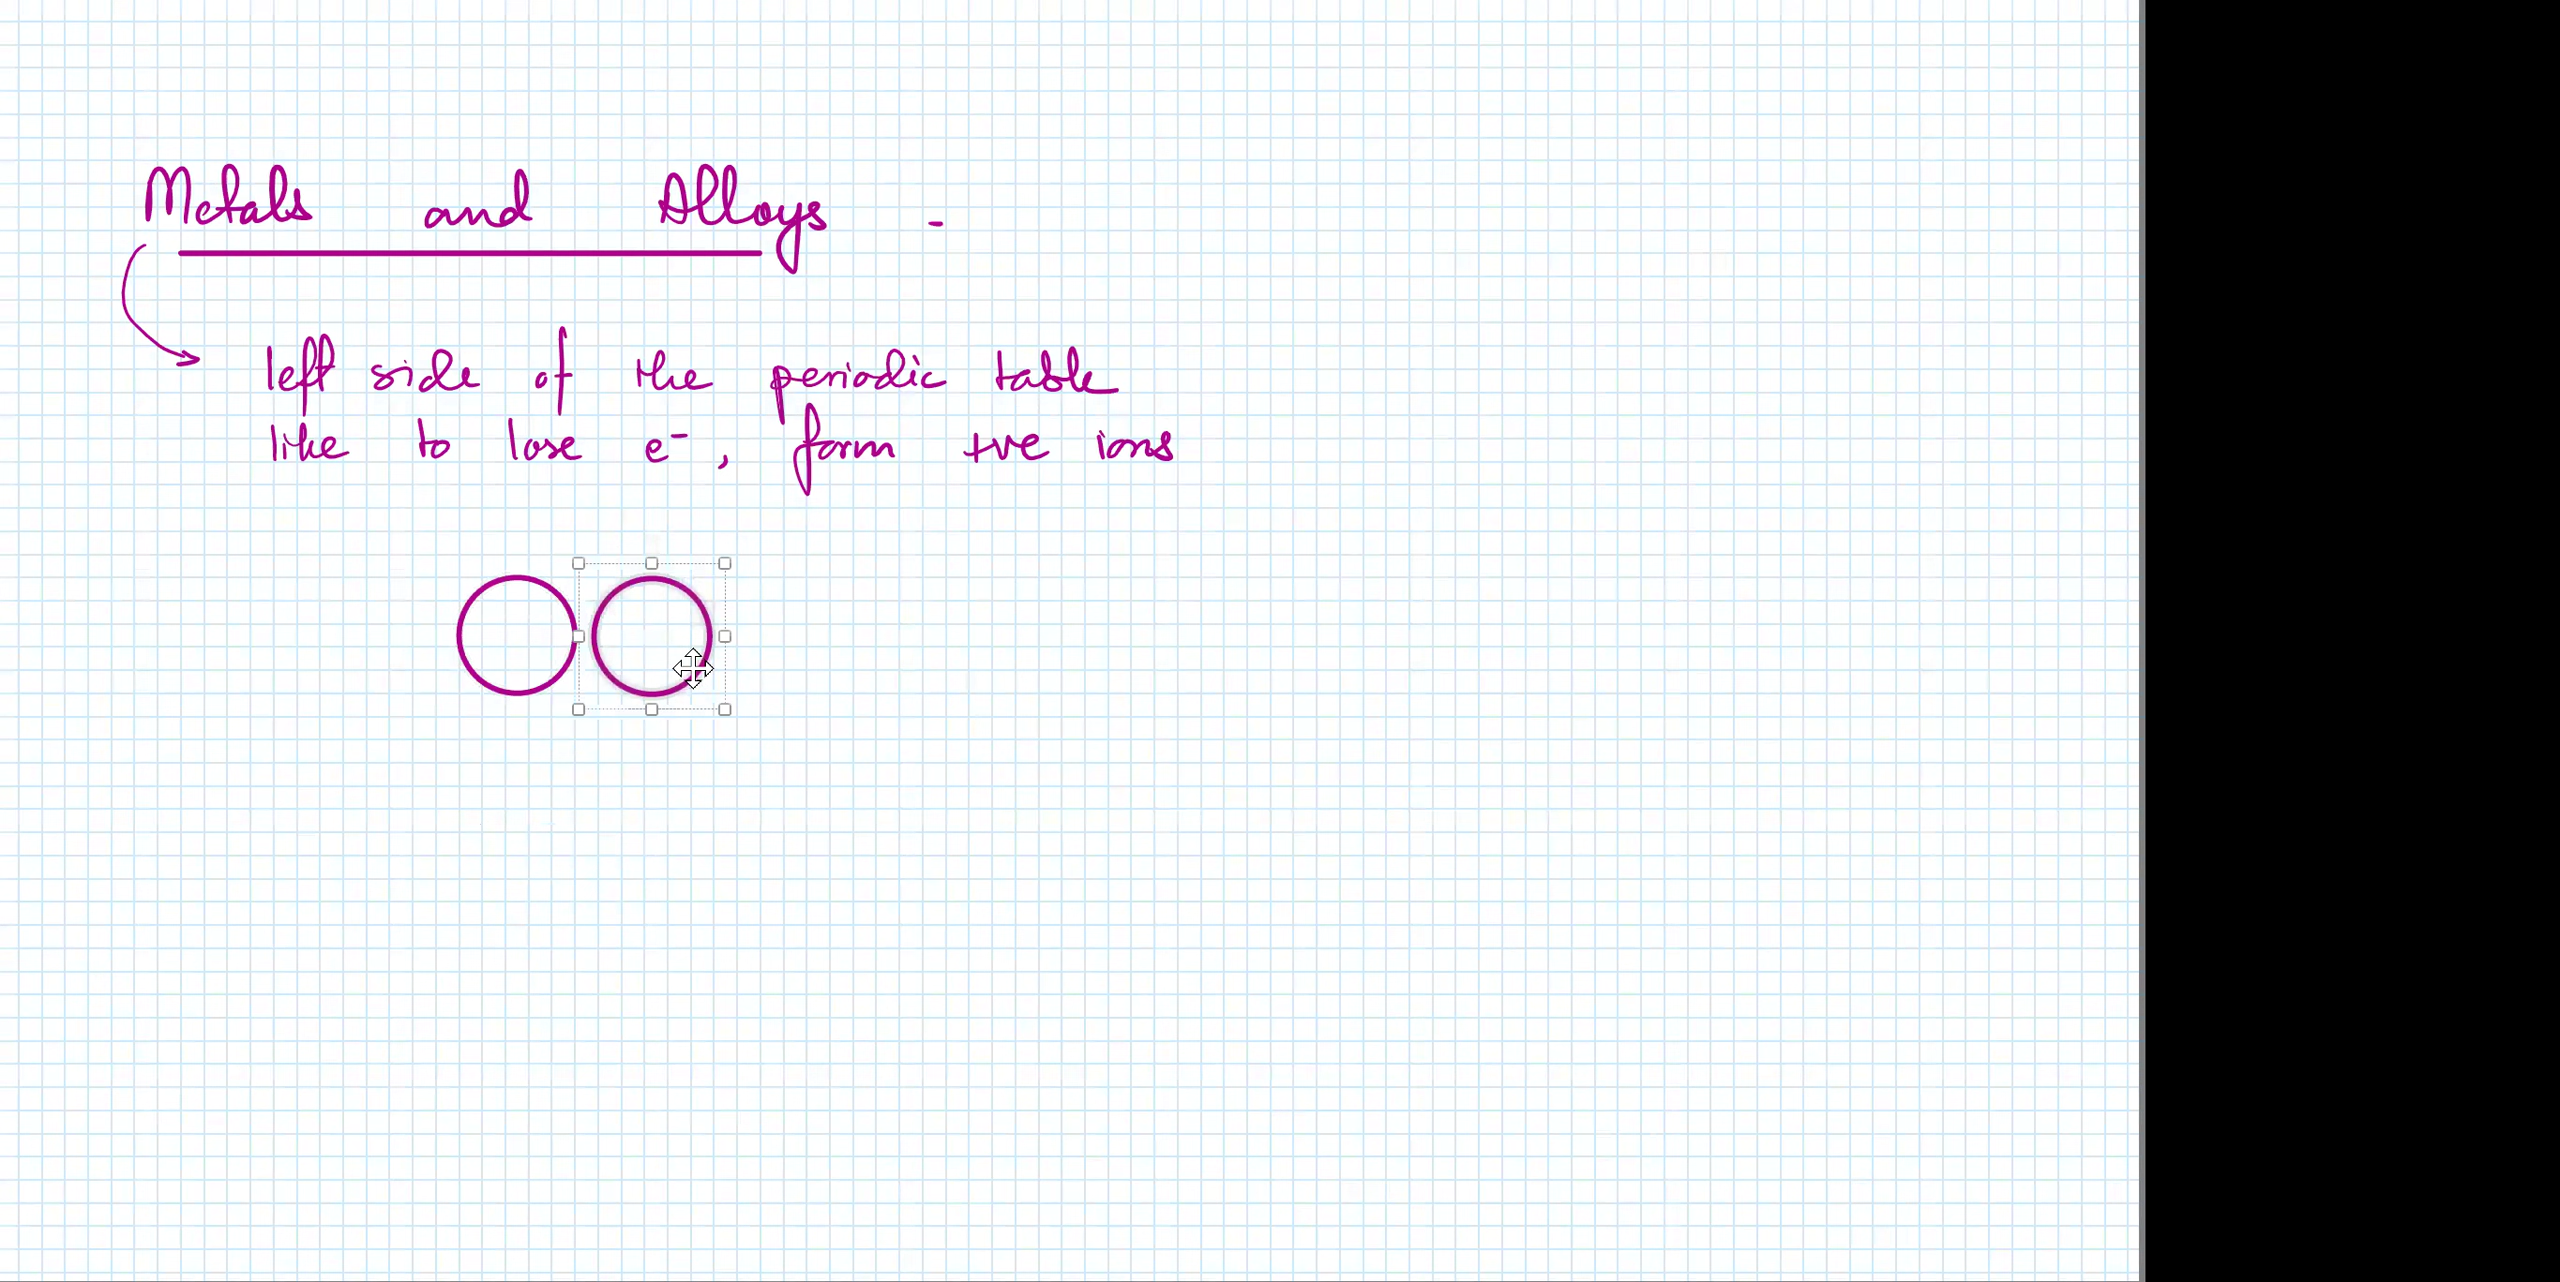 Metals and Alloys -
left side of the periodic table
like to lose e⁻, form +ve ions